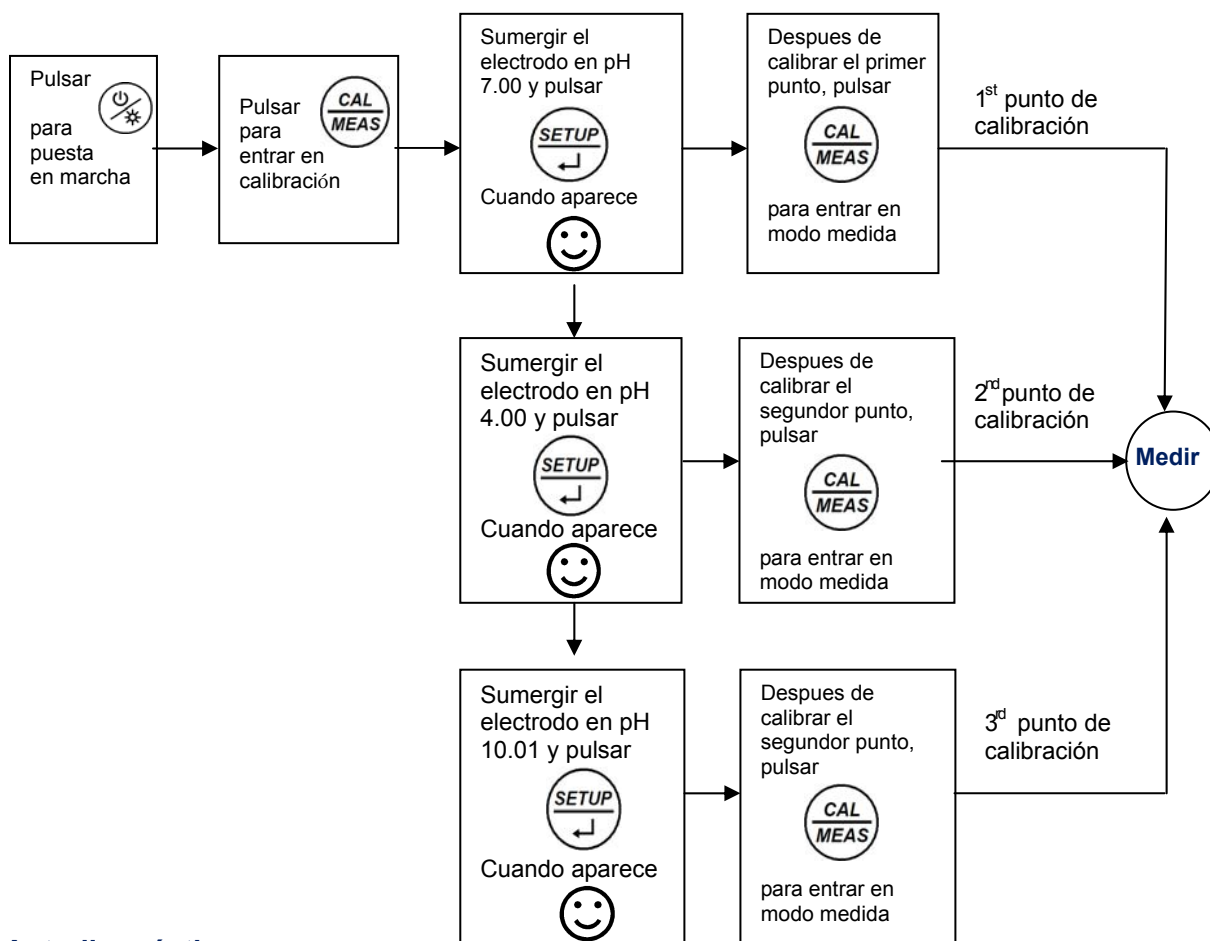 Pulsar
para
puesta
en marcha
Pulsar
para
entrar en
calibración
CAL
MEAS
Sumergir el
electrodo en pH
7.00 y pulsar
SETUP
Cuando aparece
Despues de
calibrar el primer
punto, pulsar
CAL
MEAS
para entrar en
modo medida
1st punto de
calibración
Sumergir el
electrodo en pH
4.00 y pulsar
SETUP
Cuando aparece
Despues de
calibrar el
segundor punto,
pulsar
CAL
MEAS
para entrar en
modo medida
2nd punto de
calibración
Medir
Sumergir el
electrodo en pH
10.01 y pulsar
SETUP
Cuando aparece
Despues de
calibrar el
segundor punto,
pulsar
CAL
MEAS
para entrar en
modo medida
3rd punto de
calibración